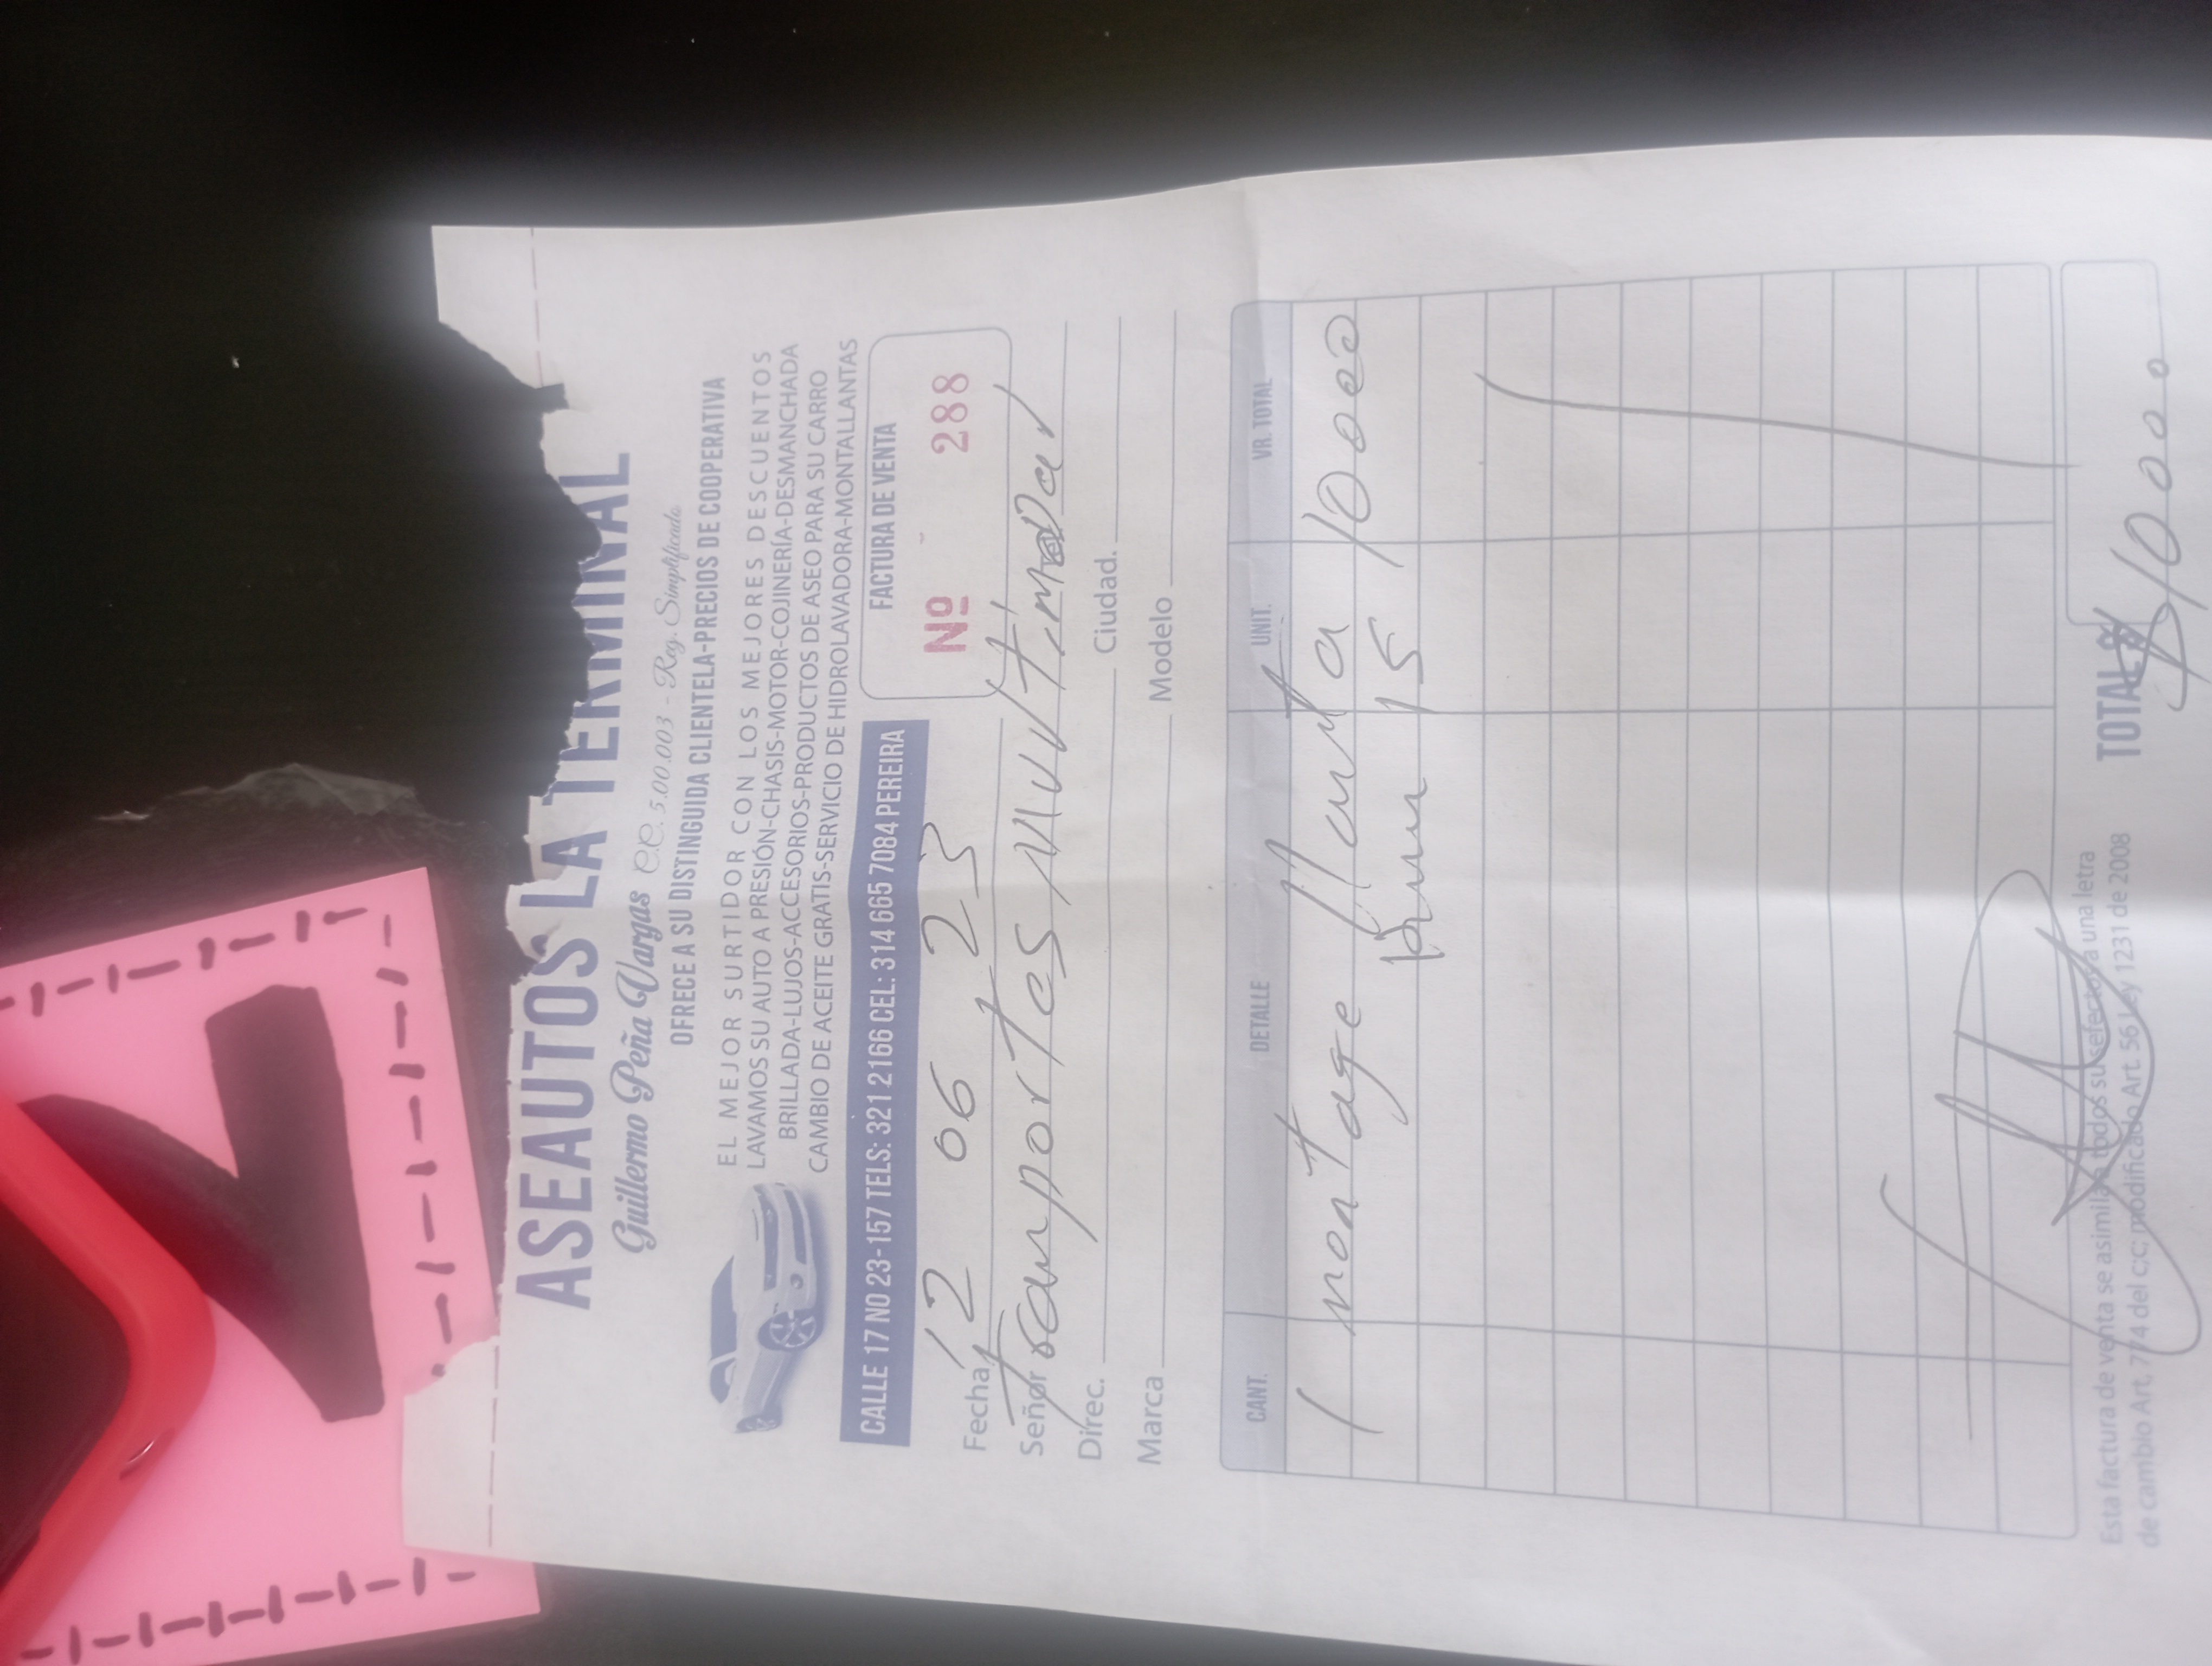 ASEAUTOS LA TERMINAL
Guillermo Peña Vargas C.C. 5.00.003 - Reg. Simplificado
OFRECE A SU DISTINGUIDA CLIENTELA-PRECIOS DE COOPERATIVA
EL MEJOR SURTIDOR CON LOS MEJORES DESCUENTOS
LAVAMOS SU AUTO A PRESIÓN-CHASIS-MOTOR-COJINERÍA-DESMANCHADA
BRILLADA-LUJOS-ACCESORIOS-PRODUCTOS DE ASEO PARA SU CARRO
CAMBIO DE ACEITE GRATIS-SERVICIO DE HIDROLAVADORA-MONTALLANTAS
CALLE 17 NO 23-157 TELS: 321 2166 CEL: 314 665 7084 PEREIRA
FACTURA DE VENTA
Nº 288
Fecha 12 06 23
Señor Transportes Multimodal
Direc. Ciudad.
Marca Modelo
CANT. DETALLE UNIT. VR. TOTAL
1 montage llanta 10000
Rin 15
Esta factura de venta se asimila a todos sus efectos a una letra
de cambio Art, 774 del c;c; modificado Art. 56 Ley 1231 de 2008
TOTAL $ 10000